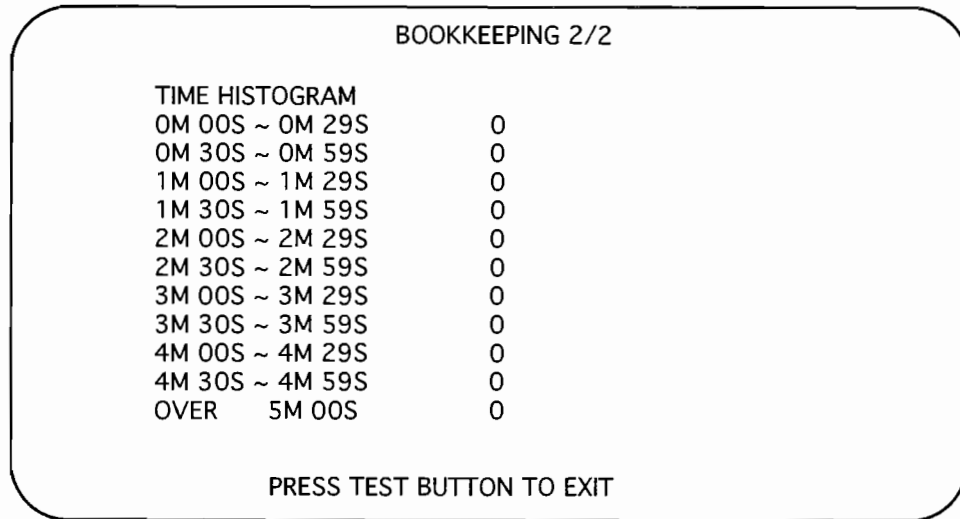 BOOKKEEPING 2/2
TIME HISTOGRAM
0M 00S ~ 0M 29S 0
0M 30S ~ 0M 59S 0
1M 00S ~ 1M 29S 0
1M 30S ~ 1M 59S 0
2M 00S ~ 2M 29S 0
2M 30S ~ 2M 59S 0
3M 00S ~ 3M 29S 0
3M 30S ~ 3M 59S 0
4M 00S ~ 4M 29S 0
4M 30S ~ 4M 59S 0
OVER 5M 00S 0
PRESS TEST BUTTON TO EXIT